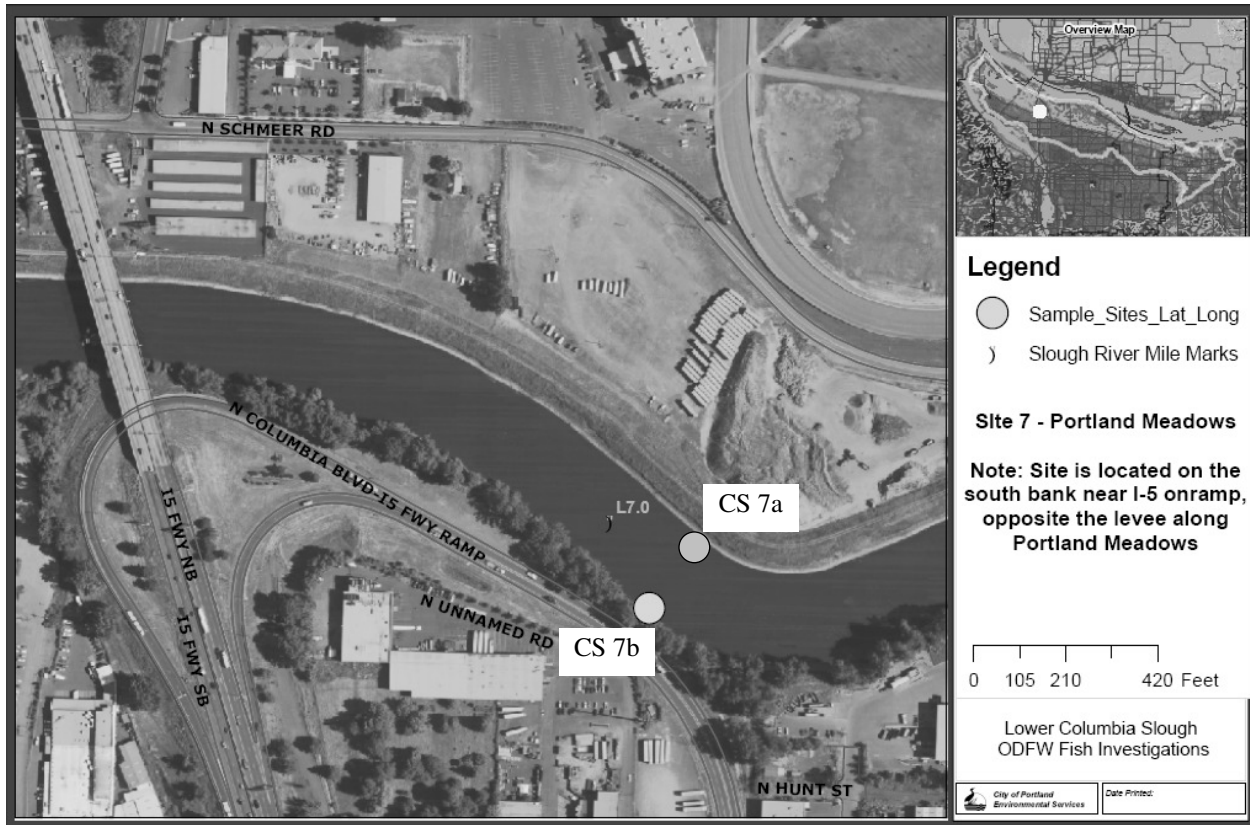 N SCHMEER RD
N COLUMBIA BLVD-I5 FWY RAMP
I5 FWY NB
I5 FWY SB
N UNNAMED RD
L7.0
CS 7a
CS 7b
N HUNT ST
Overview Map
Legend
Sample_Sites_Lat_Long
Slough River Mile Marks
SIte 7 - Portland Meadows
Note: Site is located on the
south bank near I-5 onramp,
opposite the levee along
Portland Meadows
0 105 210 420 Feet
Lower Columbia Slough
ODFW Fish Investigations
City of Portland
Environmental Services
Date Printed: